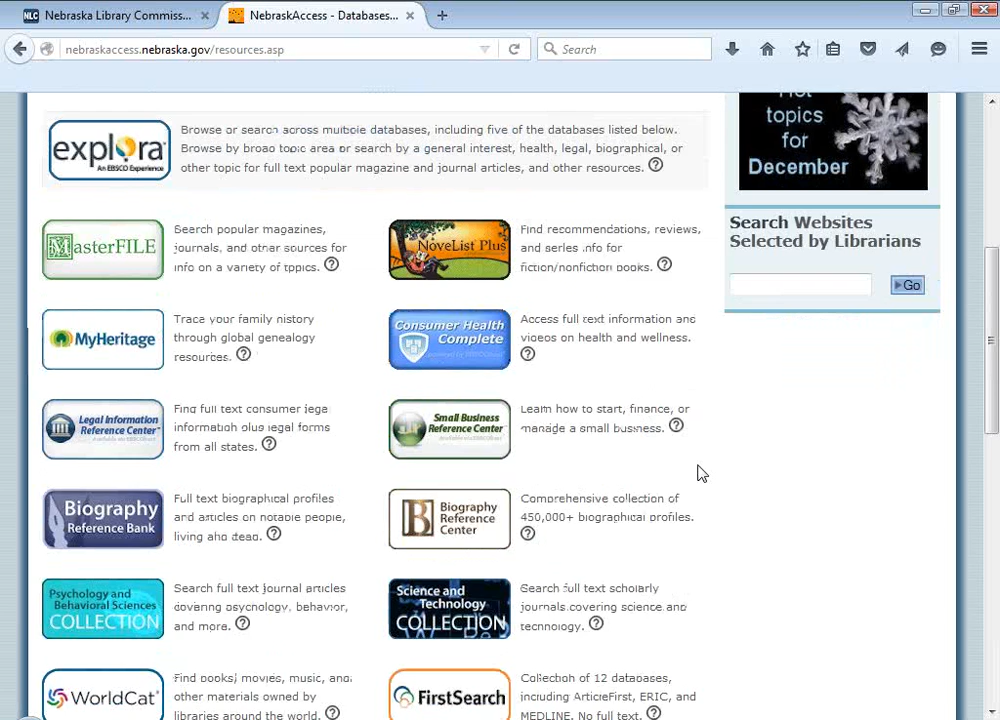 Nebraska Library Commiss...
NebraskAccess - Databases...
nebraskaccess.nebraska.gov/resources.asp
Search
explora
An EBSCO Experience
Browse or search across multiple databases, including five of the databases listed below.
Browse by broad topic area or search by a general interest, health, legal, biographical, or
other topic for full text popular magazine and journal articles, and other resources.
MasterFILE
Search popular magazines,
journals, and other sources for
info on a variety of topics.
NoveList Plus
Find recommendations, reviews,
and series info for
fiction/nonfiction books.
MyHeritage
Trace your family history
through global genealogy
resources.
Consumer Health
Complete
Access full text information and
videos on health and wellness.
Legal Information
Reference Center
Find full text consumer legal
information plus legal forms
from all states.
Small Business
Reference Center
Learn how to start, finance, or
manage a small business.
Biography
Reference Bank
Full text biographical profiles
and articles on notable people,
living and dead.
Biography
Reference
Center
Comprehensive collection of
450,000+ biographical profiles.
Psychology and
Behavioral Sciences
COLLECTION
Search full text journal articles
covering psychology, behavior,
and more.
Science and
Technology
COLLECTION
Search full text scholarly
journals covering science and
technology.
WorldCat
Find books, movies, music, and
other materials owned by
libraries around the world.
FirstSearch
Collection of 12 databases,
including ArticleFirst, ERIC, and
MEDLINE. No full text.
Hot
topics
for
December
Search Websites
Selected by Librarians
Go